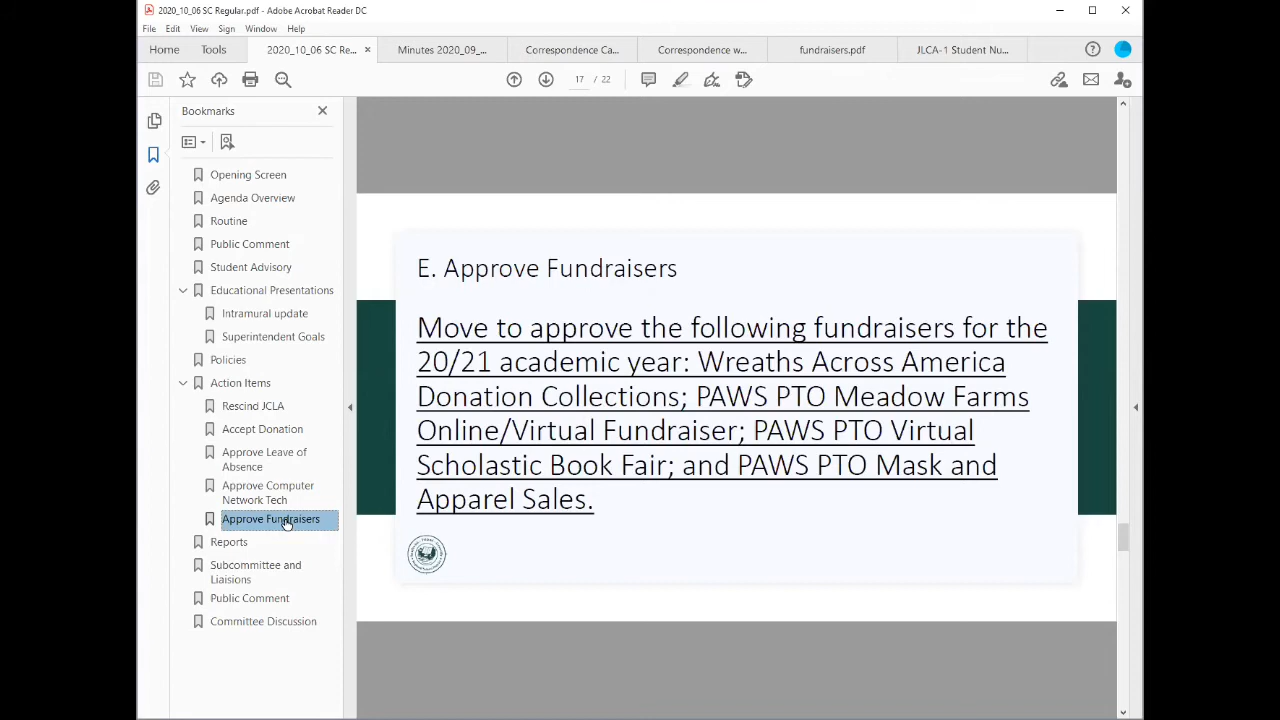 2020_10_06 SC Regular.pdf - Adobe Acrobat Reader DC
File Edit View Sign Window Help
Home Tools 2020_10_06 SC Re... × Minutes 2020_09_... Correspondence Ca... Correspondence w... fundraisers.pdf JLCA-1 Student Nu...
17 / 22
Bookmarks
Opening Screen
Agenda Overview
Routine
Public Comment
Student Advisory
Educational Presentations
Intramural update
Superintendent Goals
Policies
Action Items
Rescind JCLA
Accept Donation
Approve Leave of
Absence
Approve Computer
Network Tech
Approve Fundraisers
Reports
Subcommittee and
Liaisions
Public Comment
Committee Discussion
E. Approve Fundraisers
Move to approve the following fundraisers for the
20/21 academic year: Wreaths Across America
Donation Collections; PAWS PTO Meadow Farms
Online/Virtual Fundraiser; PAWS PTO Virtual
Scholastic Book Fair; and PAWS PTO Mask and
Apparel Sales.